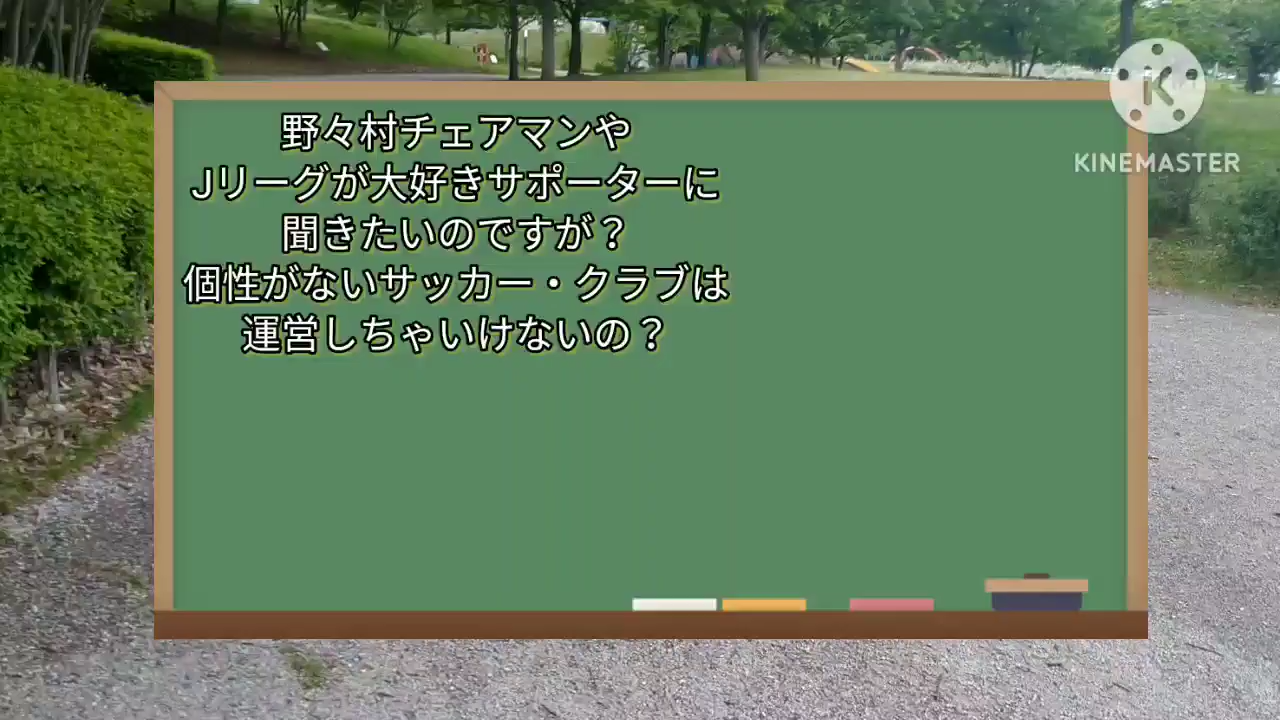 野々村チェアマンや
Jリーグが大好きサポーターに
聞きたいのですが？
個性がないサッカー・クラブは
運営しちゃいけないの？
K
KINEMASTER